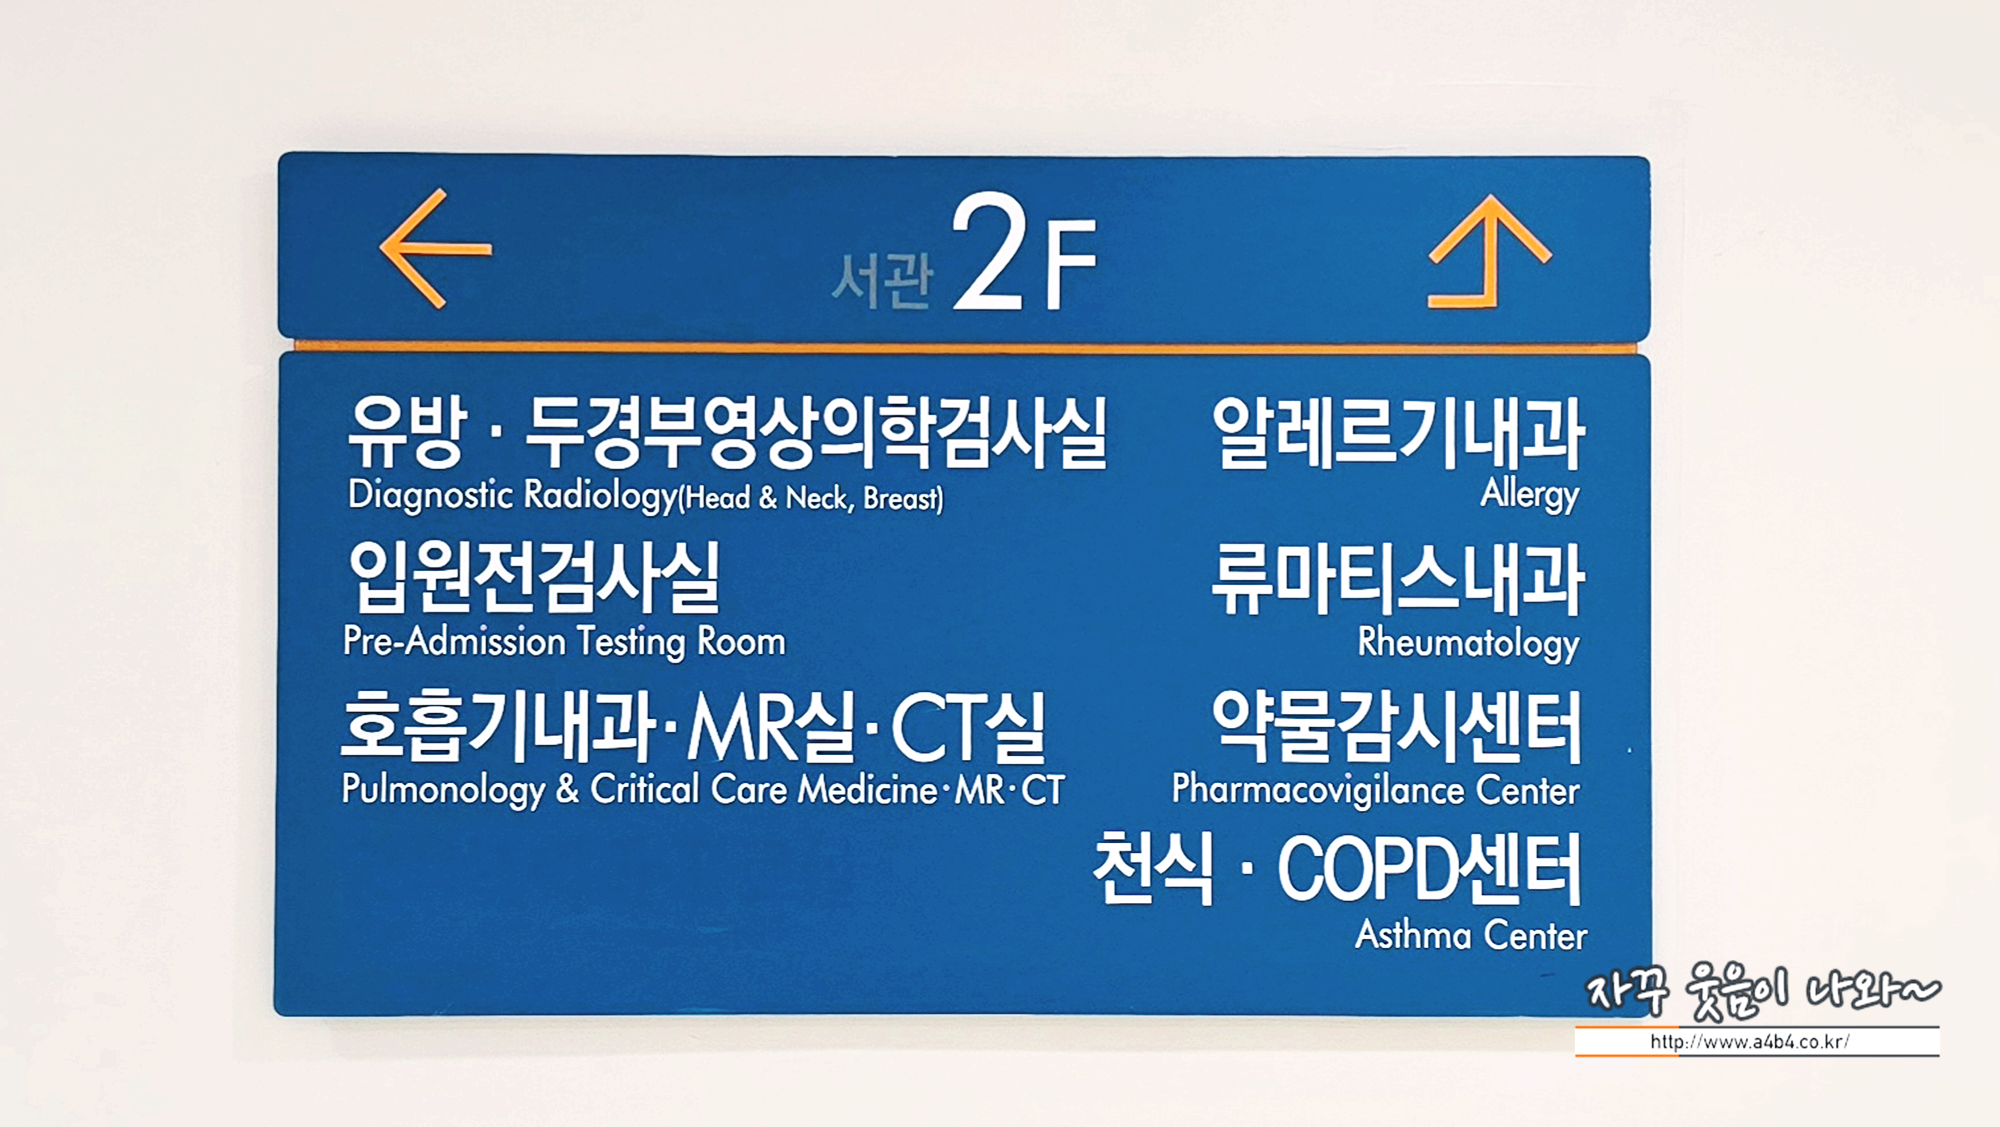 서관 2F
유방 · 두경부영상의학검사실
Diagnostic Radiology(Head & Neck, Breast)
입원전검사실
Pre-Admission Testing Room
호흡기내과·MR실·CT실
Pulmonology & Critical Care Medicine·MR·CT
알레르기내과
Allergy
류마티스내과
Rheumatology
약물감시센터
Pharmacovigilance Center
천식 · COPD센터
Asthma Center
자꾸 웃음이 나와~
http://www.a4b4.co.kr/